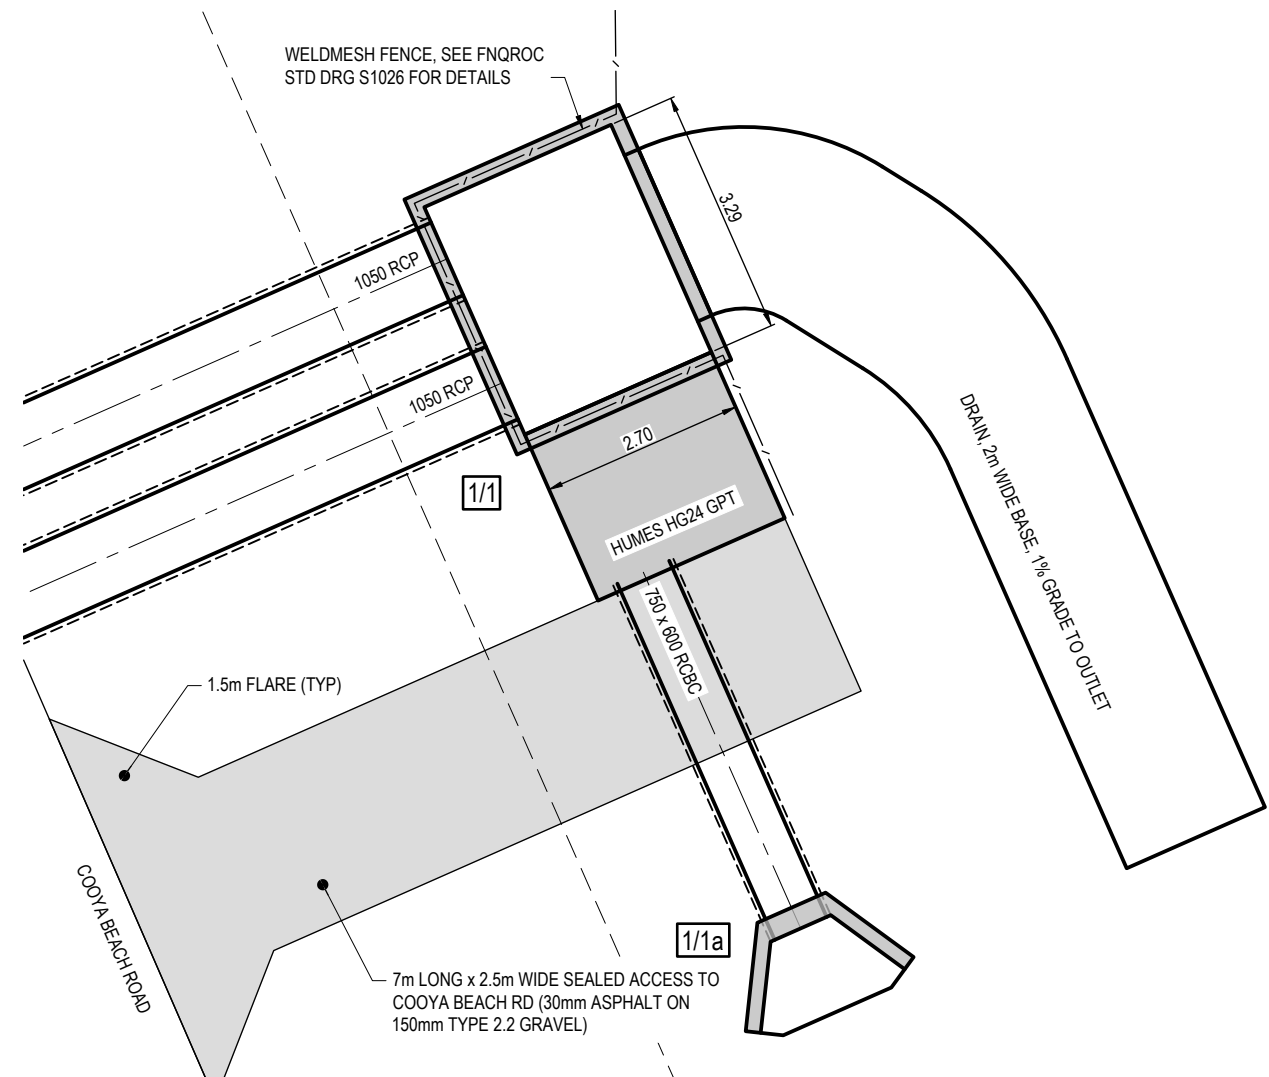 WELDMESH FENCE, SEE FNQROC
STD DRG S1026 FOR DETAILS
3.29
1050 RCP
1050 RCP
2.70
1/1
HUMES HG24 GPT
DRAIN, 2m WIDE BASE, 1% GRADE TO OUTLET
750 x 600 RCBC
1.5m FLARE (TYP)
COOYA BEACH ROAD
1/1a
7m LONG x 2.5m WIDE SEALED ACCESS TO
COOYA BEACH RD (30mm ASPHALT ON
150mm TYPE 2.2 GRAVEL)